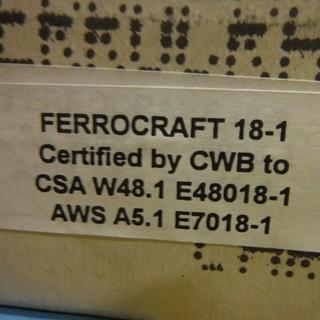 FERROCRAFT 18-1
Certified by CWB to
CSA W48.1 E48018-1
AWS A5.1 E7018-1